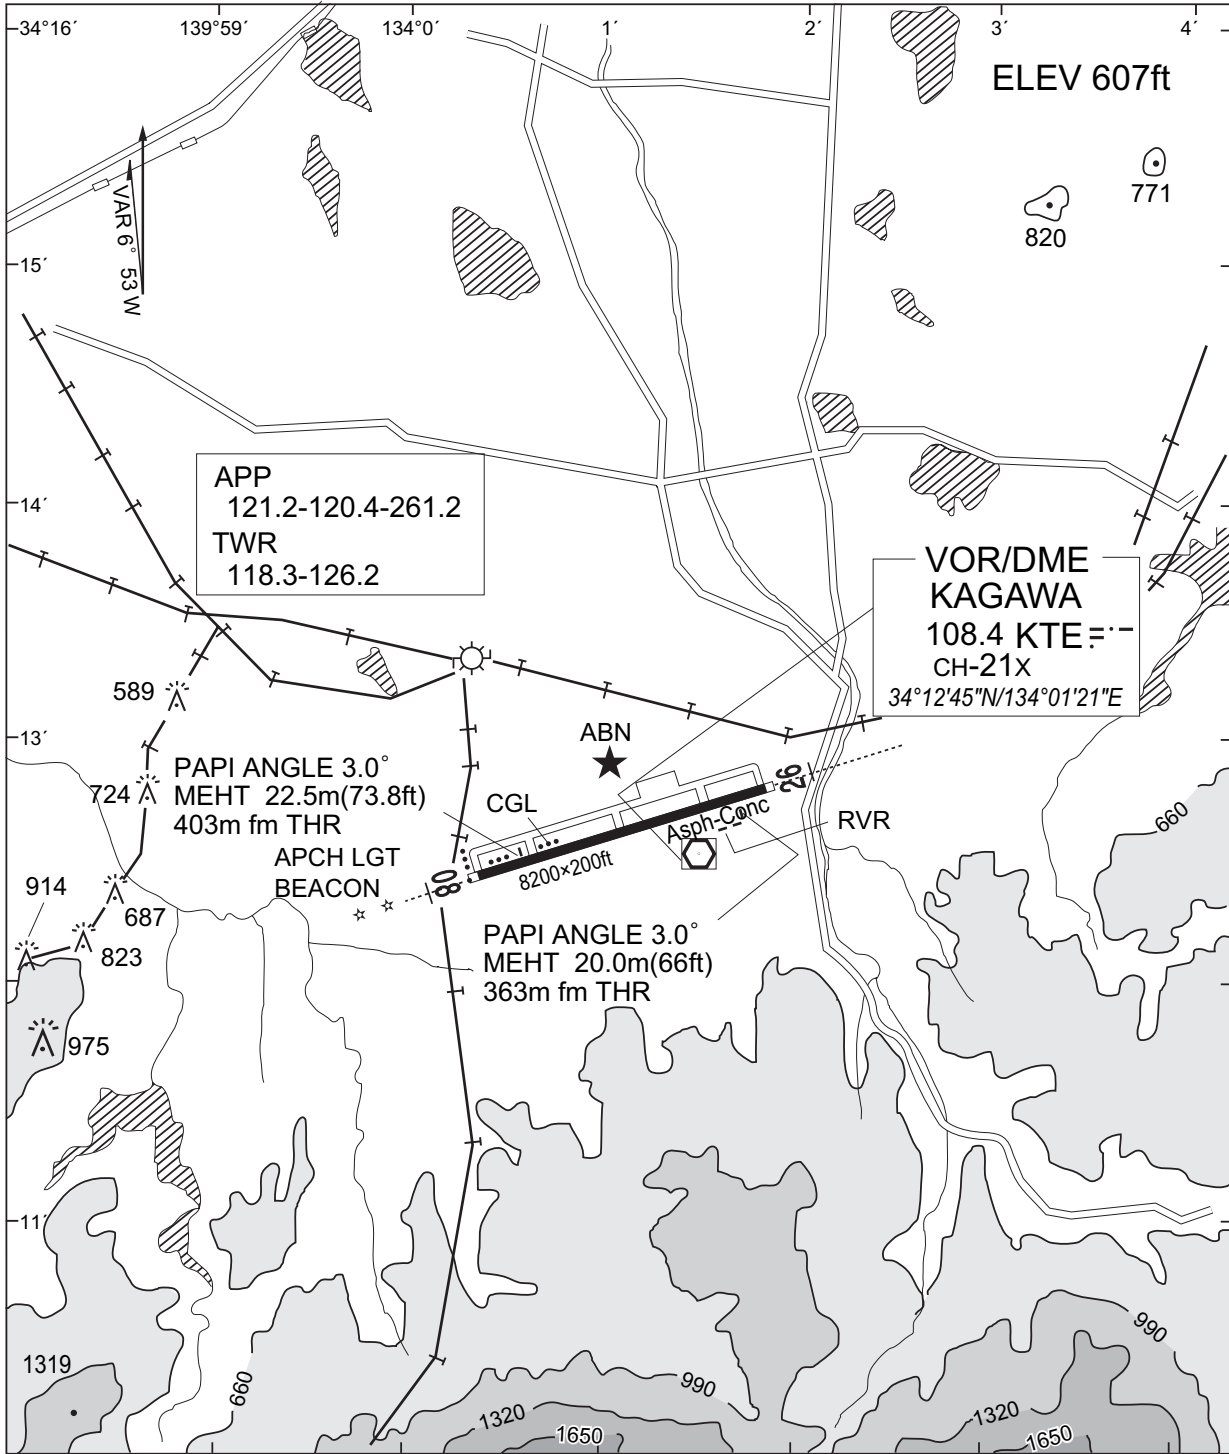 34°16´
139°59´
134°0´
1´
2´
3´
4´
ELEV 607ft
771
820
VAR 6° 53 W
15´
APP
121.2-120.4-261.2
TWR
118.3-126.2
14´
VOR/DME
KAGAWA
108.4 KTE
CH-21X
34°12'45"N/134°01'21"E
589
ABN
13´
26
PAPI ANGLE 3.0°
MEHT 22.5m(73.8ft)
403m fm THR
724
CGL
Asph-Conc
RVR
660
APCH LGT
BEACON
08
8200×200ft
914
687
823
PAPI ANGLE 3.0°
MEHT 20.0m(66ft)
363m fm THR
975
11´
990
1319
660
990
1320
1320
1650
1650